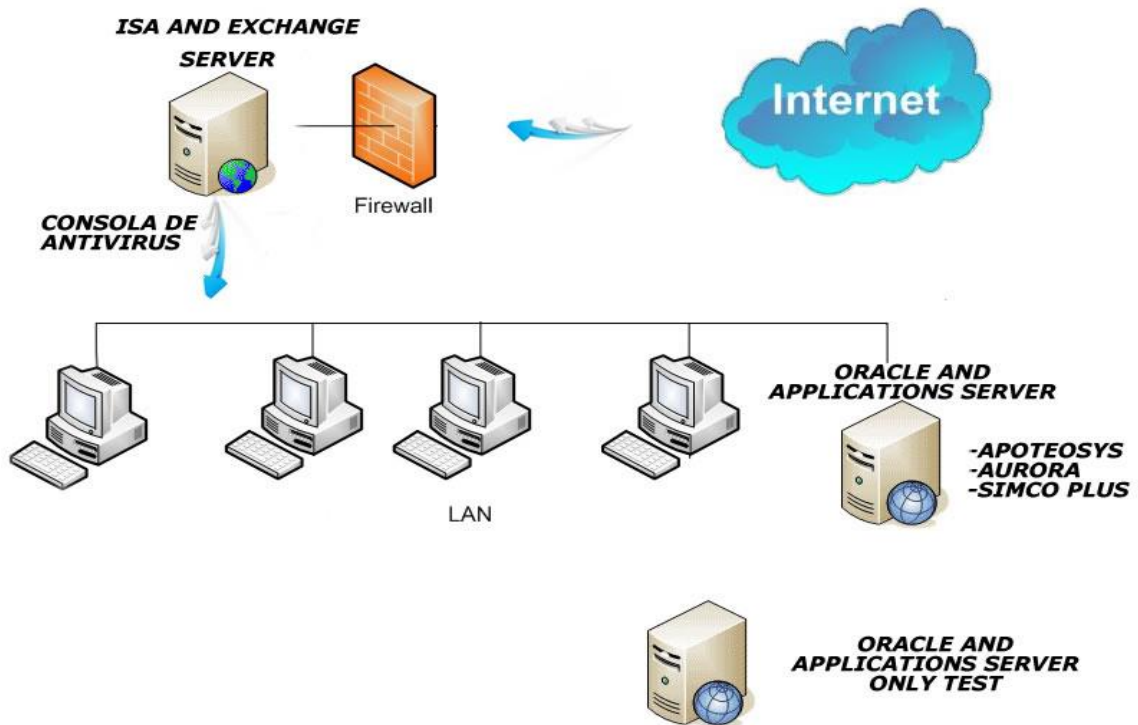 ISA AND EXCHANGE
SERVER
Internet
Firewall
CONSOLA DE
ANTIVIRUS
ORACLE AND
APPLICATIONS SERVER
-APOTEOSYS
-AURORA
-SIMCO PLUS
LAN
ORACLE AND
APPLICATIONS SERVER
ONLY TEST